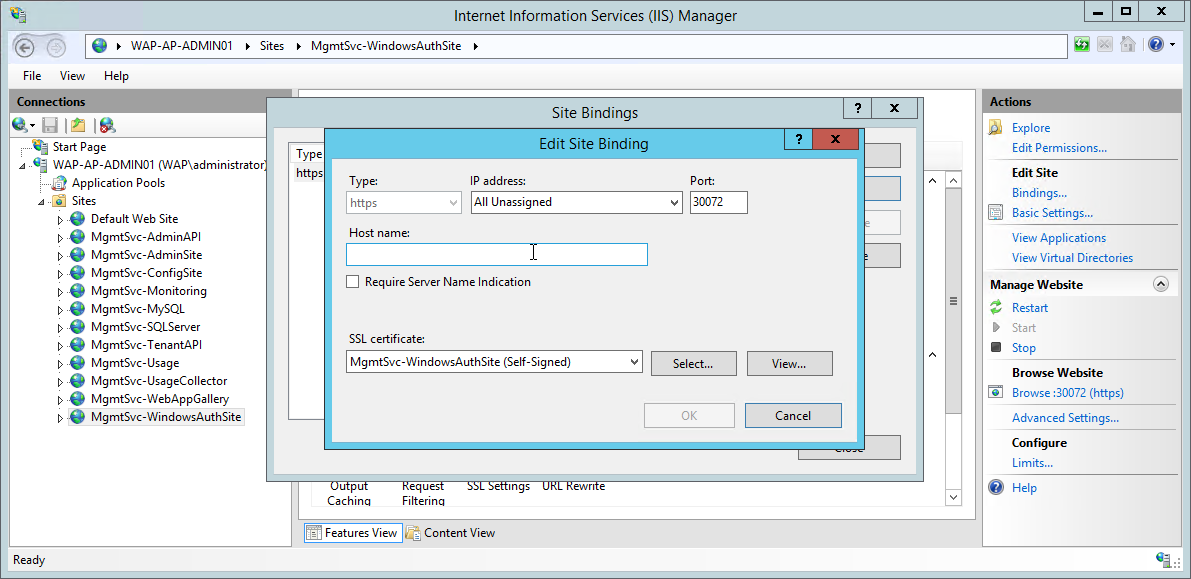 Internet Information Services (IIS) Manager
WAP-AP-ADMIN01 Sites MgmtSvc-WindowsAuthSite
File View Help
Connections
Start Page
WAP-AP-ADMIN01 (WAP\administrator)
Application Pools
Sites
Default Web Site
MgmtSvc-AdminAPI
MgmtSvc-AdminSite
MgmtSvc-ConfigSite
MgmtSvc-Monitoring
MgmtSvc-MySQL
MgmtSvc-SQLServer
MgmtSvc-TenantAPI
MgmtSvc-Usage
MgmtSvc-UsageCollector
MgmtSvc-WebAppGallery
MgmtSvc-WindowsAuthSite
Site Bindings
?
Type
https
Edit Site Binding
?
Type: IP address: Port:
https All Unassigned 30072
Host name:
Require Server Name Indication
SSL certificate:
MgmtSvc-WindowsAuthSite (Self-Signed) Select... View...
OK Cancel
Close
Output Caching
Request Filtering
SSL Settings
URL Rewrite
Features View Content View
Actions
Explore
Edit Permissions...
Edit Site
Bindings...
Basic Settings...
View Applications
View Virtual Directories
Manage Website
Restart
Start
Stop
Browse Website
Browse :30072 (https)
Advanced Settings...
Configure
Limits...
Help
Ready